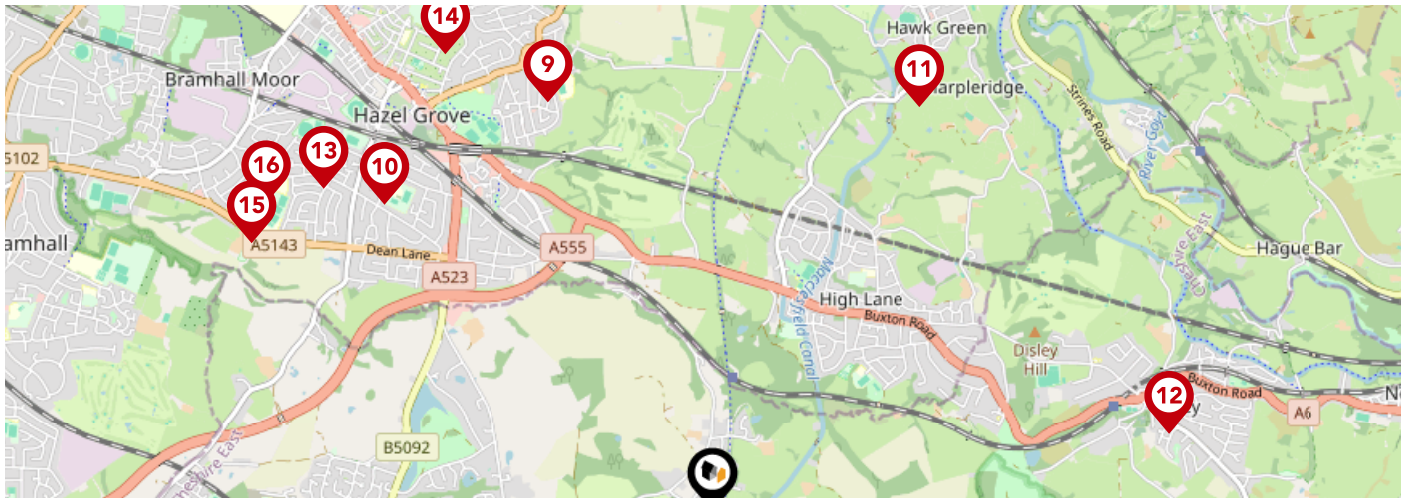 14
Hawk Green
9
11
Bramhall Moor
arpleridge
Hazel Grove
Strines Road
River Goyt
5102
16
13
10
15
amhall
A5143
Dean Lane
A555
A523
Cheshire East
Hague Bar
Macclesfield Canal
High Lane
Buxton Road
Disley
Hill
12
Buxton Road
ey
A6
N
B5092
heshire East